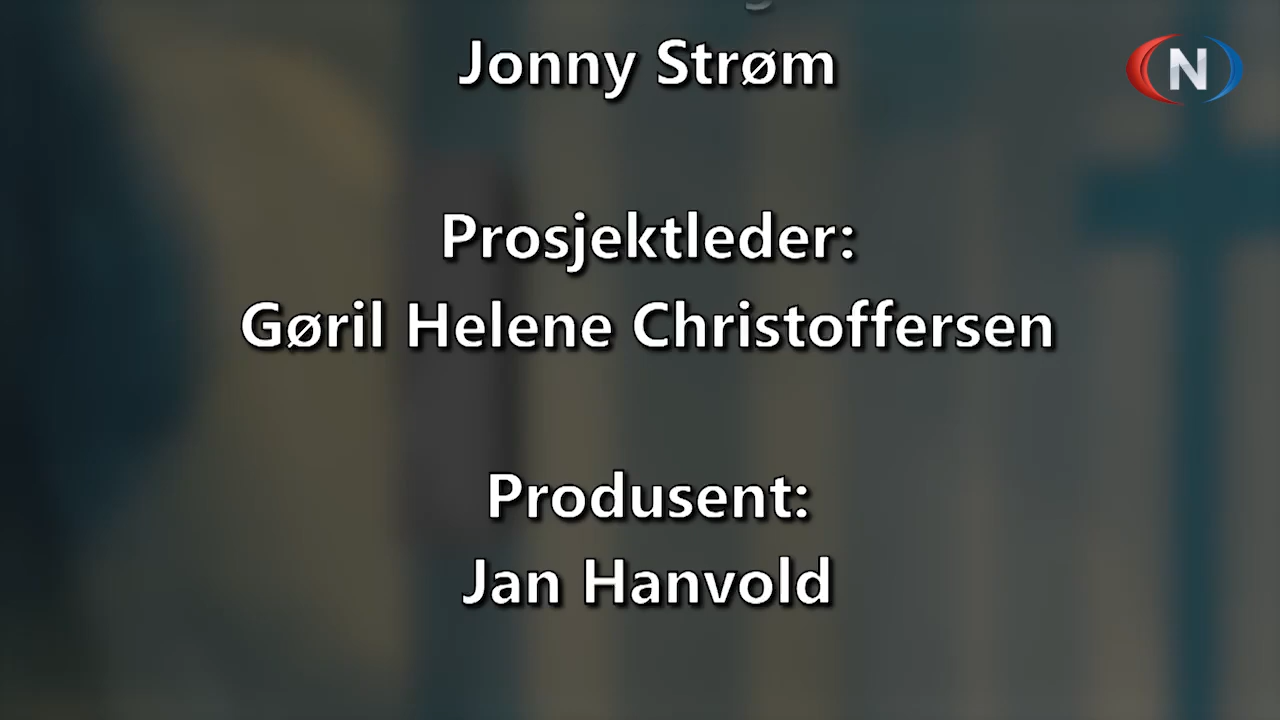 Jonny Strøm
N
Prosjektleder:
Gøril Helene Christoffersen
Produsent:
Jan Hanvold